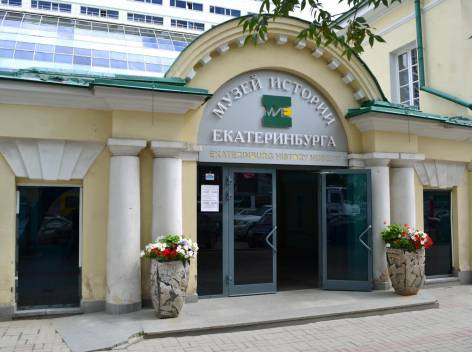 МУЗЕЙ ИСТОРИИ
ЕКАТЕРИНБУРГА
EKATERINBURG HISTORY MUSEUM